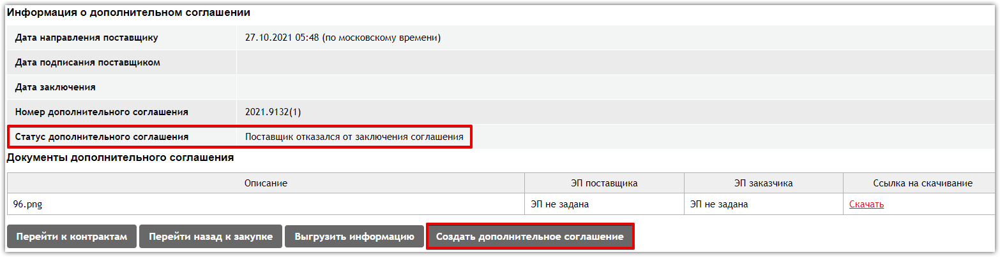 Информация о дополнительном соглашении
Дата направления поставщику 27.10.2021 05:48 (по московскому времени)
Дата подписания поставщиком
Дата заключения
Номер дополнительного соглашения 2021.9132(1)
Статус дополнительного соглашения Поставщик отказался от заключения соглашения
Документы дополнительного соглашения
Описание ЭП поставщика ЭП заказчика Ссылка на скачивание
96.png ЭП не задана ЭП не задана Скачать
Перейти к контрактам Перейти назад к закупке Выгрузить информацию Создать дополнительное соглашение